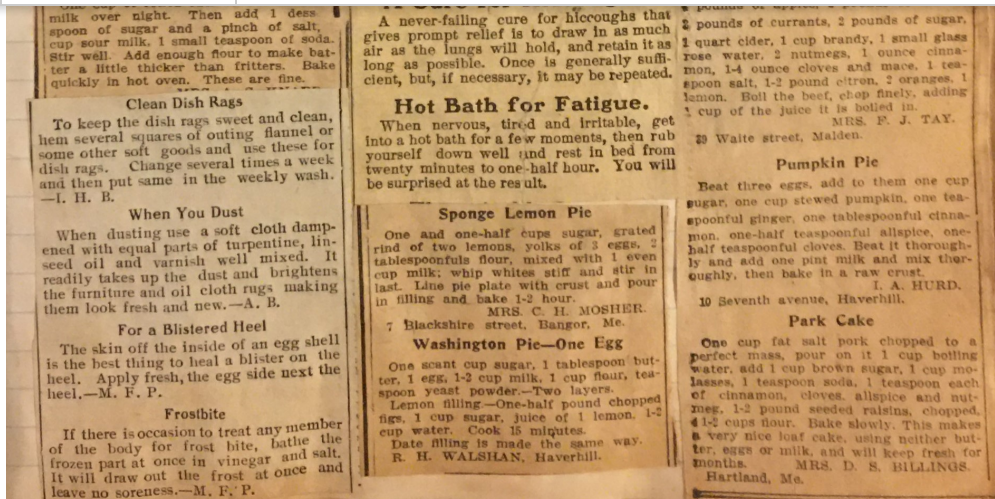 milk over night. Then add 1 dess
spoon of sugar and a pinch of salt,
cup sour milk, 1 small teaspoon of soda.
Stir well. Add enough flour to make bat-
ter a little thicker than fritters. Bake
quickly in hot oven. These are fine.
Clean Dish Rags
To keep the dish rags sweet and clean,
hem several squares of outing flannel or
some other soft goods and use these for
dish rags. Change several times a week
and then put same in the weekly wash.
—I. H. B.
When You Dust
When dusting use a soft cloth damp-
ened with equal parts of turpentine, lin-
seed oil and varnish well mixed. It
readily takes up the dust and brightens
the furniture and oil cloth rugs making
them look fresh and new.—A. B.
For a Blistered Heel
The skin off the inside of an egg shell
is the best thing to heal a blister on the
heel. Apply fresh, the egg side next the
heel.—M. F. P.
Frostbite
If there is occasion to treat any member
of the body for frost bite, bathe the
frozen part at once in vinegar and salt.
It will draw out the frost at once and
leave no soreness.—M. F. P.
A never-failing cure for hiccoughs that
gives prompt relief is to draw in as much
air as the lungs will hold, and retain it as
long as possible. Once is generally suffi-
cient, but, if necessary, it may be repeated.
Hot Bath for Fatigue.
When nervous, tired and irritable, get
into a hot bath for a few moments, then rub
yourself down well and rest in bed from
twenty minutes to one-half hour. You will
be surprised at the result.
Sponge Lemon Pie
One and one-half cups sugar, grated
rind of two lemons, yolks of 3 eggs, 2
tablespoonfuls flour, mixed with 1 even
cup milk; whip whites stiff and stir in
last. Line pie plate with crust and pour
in filling and bake 1-2 hour.
MRS. C. H. MOSHER.
7 Blackshire street, Bangor, Me.
Washington Pie—One Egg
One scant cup sugar, 1 tablespoon but-
ter, 1 egg, 1-2 cup milk, 1 cup flour, tea-
spoon yeast powder.—Two layers.
Lemon filling.—One-half pound chopped
figs, 1 cup sugar, juice of 1 lemon, 1-2
cup water. Cook 15 minutes.
Date filling is made the same way.
R. H. WALSHAN, Haverhill.
2 pounds of currants, 2 pounds of sugar,
1 quart cider, 1 cup brandy, 1 small glass
rose water, 2 nutmegs, 1 ounce cinna-
mon, 1-4 ounce cloves and mace, 1 tea-
spoon salt, 1-2 pound citron, 2 oranges, 1
lemon. Boil the beef, chop finely, adding
1 cup of the juice it is boiled in.
MRS. F. J. TAY.
Waite street, Malden.
Pumpkin Pie
Beat three eggs, add to them one cup
sugar, one cup stewed pumpkin, one tea-
spoonful ginger, one tablespoonful cinna-
mon, one-half teaspoonful allspice, one-
half teaspoonful cloves. Beat it thorough-
ly and add one pint milk and mix thor-
oughly, then bake in a raw crust.
I. A. HURD.
10 Seventh avenue, Haverhill.
Park Cake
One cup fat salt pork chopped to a
perfect mass, pour on it 1 cup boiling
water, add 1 cup brown sugar, 1 cup mo-
lasses, 1 teaspoon soda, 1 teaspoon each
of cinnamon, cloves, allspice and nut-
meg, 1-2 pound seeded raisins, chopped,
4 1-2 cups flour. Bake slowly. This makes
a very nice loaf cake, using neither but-
ter, eggs or milk, and will keep fresh for
months. MRS. D. S. BILLINGS.
Hartland, Me.